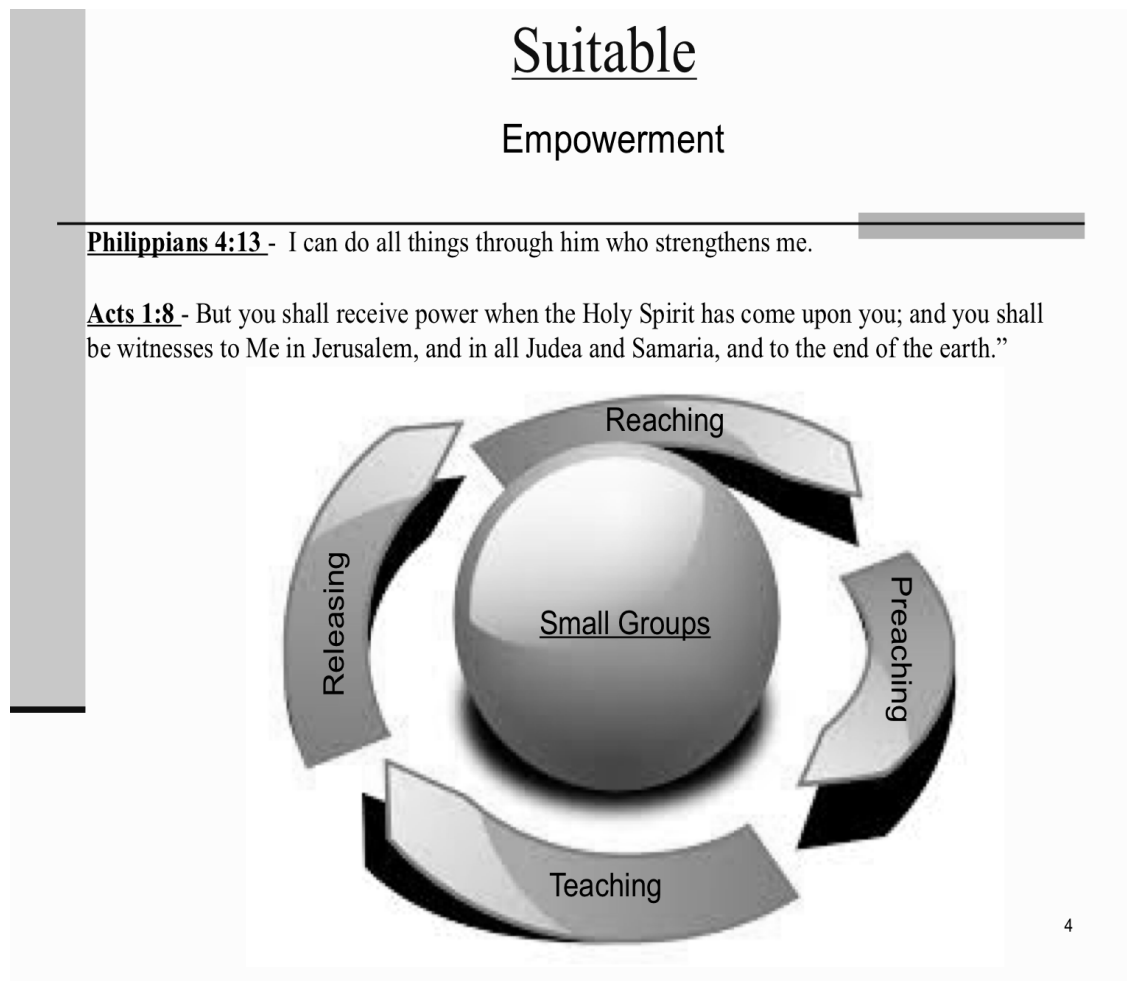 Suitable
Empowerment
Philippians 4:13 -  I can do all things through him who strengthens me.
Acts 1:8 - But you shall receive power when the Holy Spirit has come upon you; and you shall
be witnesses to Me in Jerusalem, and in all Judea and Samaria, and to the end of the earth.”
Reaching
Releasing
Small Groups
Preaching
Teaching
4